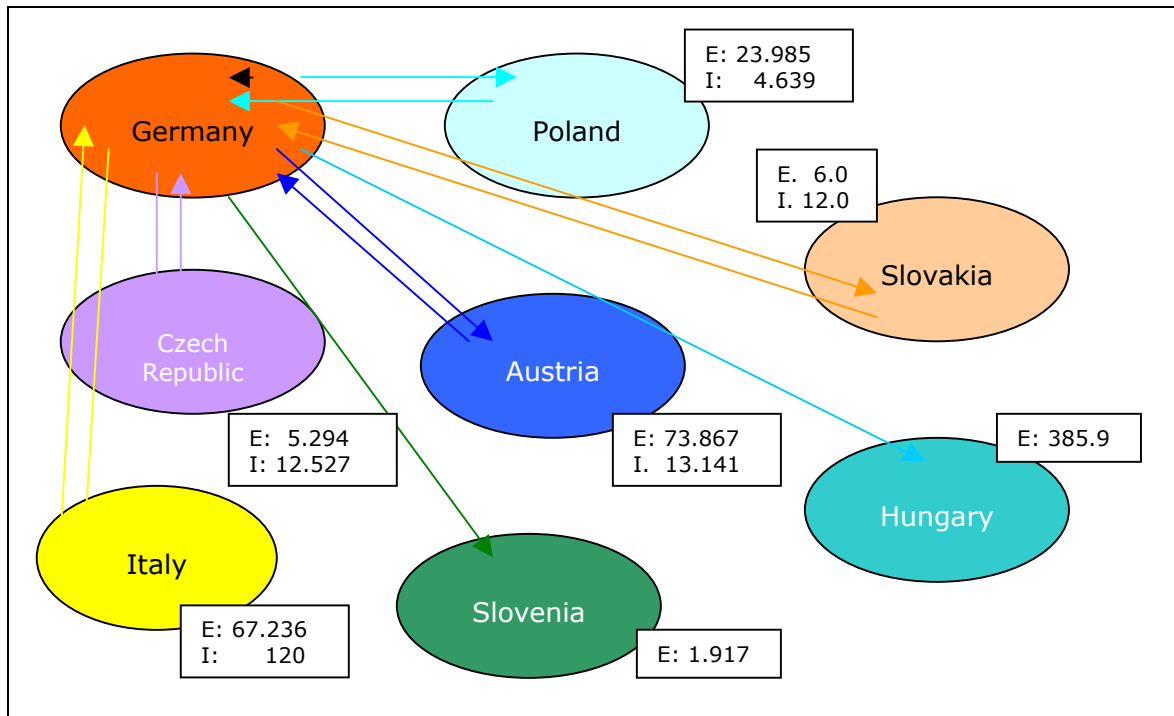 E: 23.985
I: 4.639
Germany
Poland
E. 6.0
I. 12.0
Slovakia
Czech
Republic
Austria
E: 5.294
I: 12.527
E: 73.867
I. 13.141
E: 385.9
Hungary
Italy
Slovenia
E: 67.236
I: 120
E: 1.917